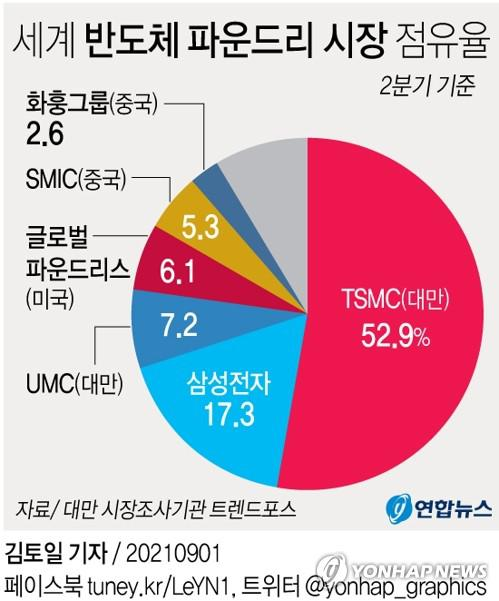 세계 반도체 파운드리 시장 점유율
2분기 기준
화훙그룹(중국)
2.6
SMIC(중국)
5.3
글로벌
파운드리스
(미국)
6.1
TSMC(대만)
52.9%
7.2
UMC(대만)
삼성전자
17.3
자료/ 대만 시장조사기관 트렌드포스
연합뉴스
김토일 기자 / 20210901
YONHAP NEWS
페이스북 tuney.kr/LeYN1, 트위터 @yonhap_graphics